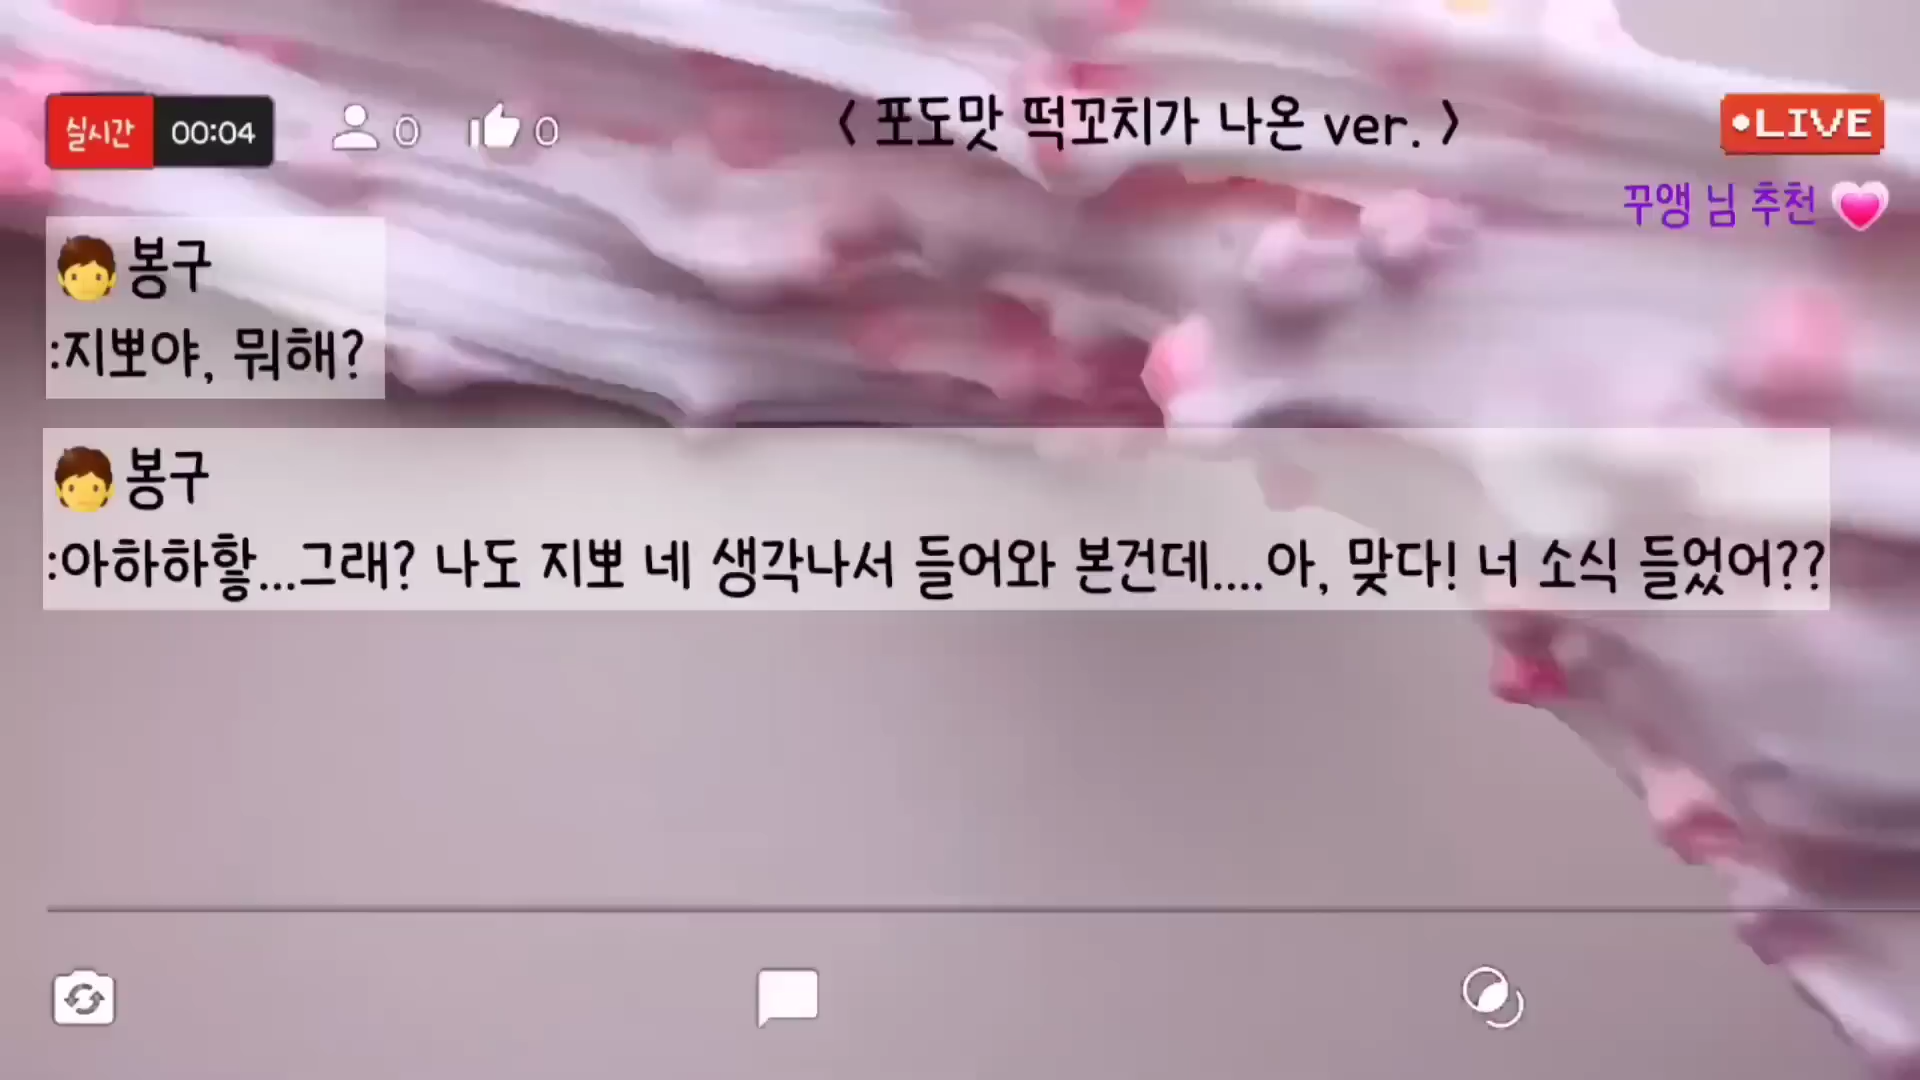 실시간 00:04 0 0
< 포도맛 떡꼬치가 나온 ver. >
LIVE
꾸앵 님 추천
봉구
:지뽀야, 뭐해?
봉구
:아하하핳...그래? 나도 지뽀 네 생각나서 들어와 본건데....아, 맞다! 너 소식 들었어??